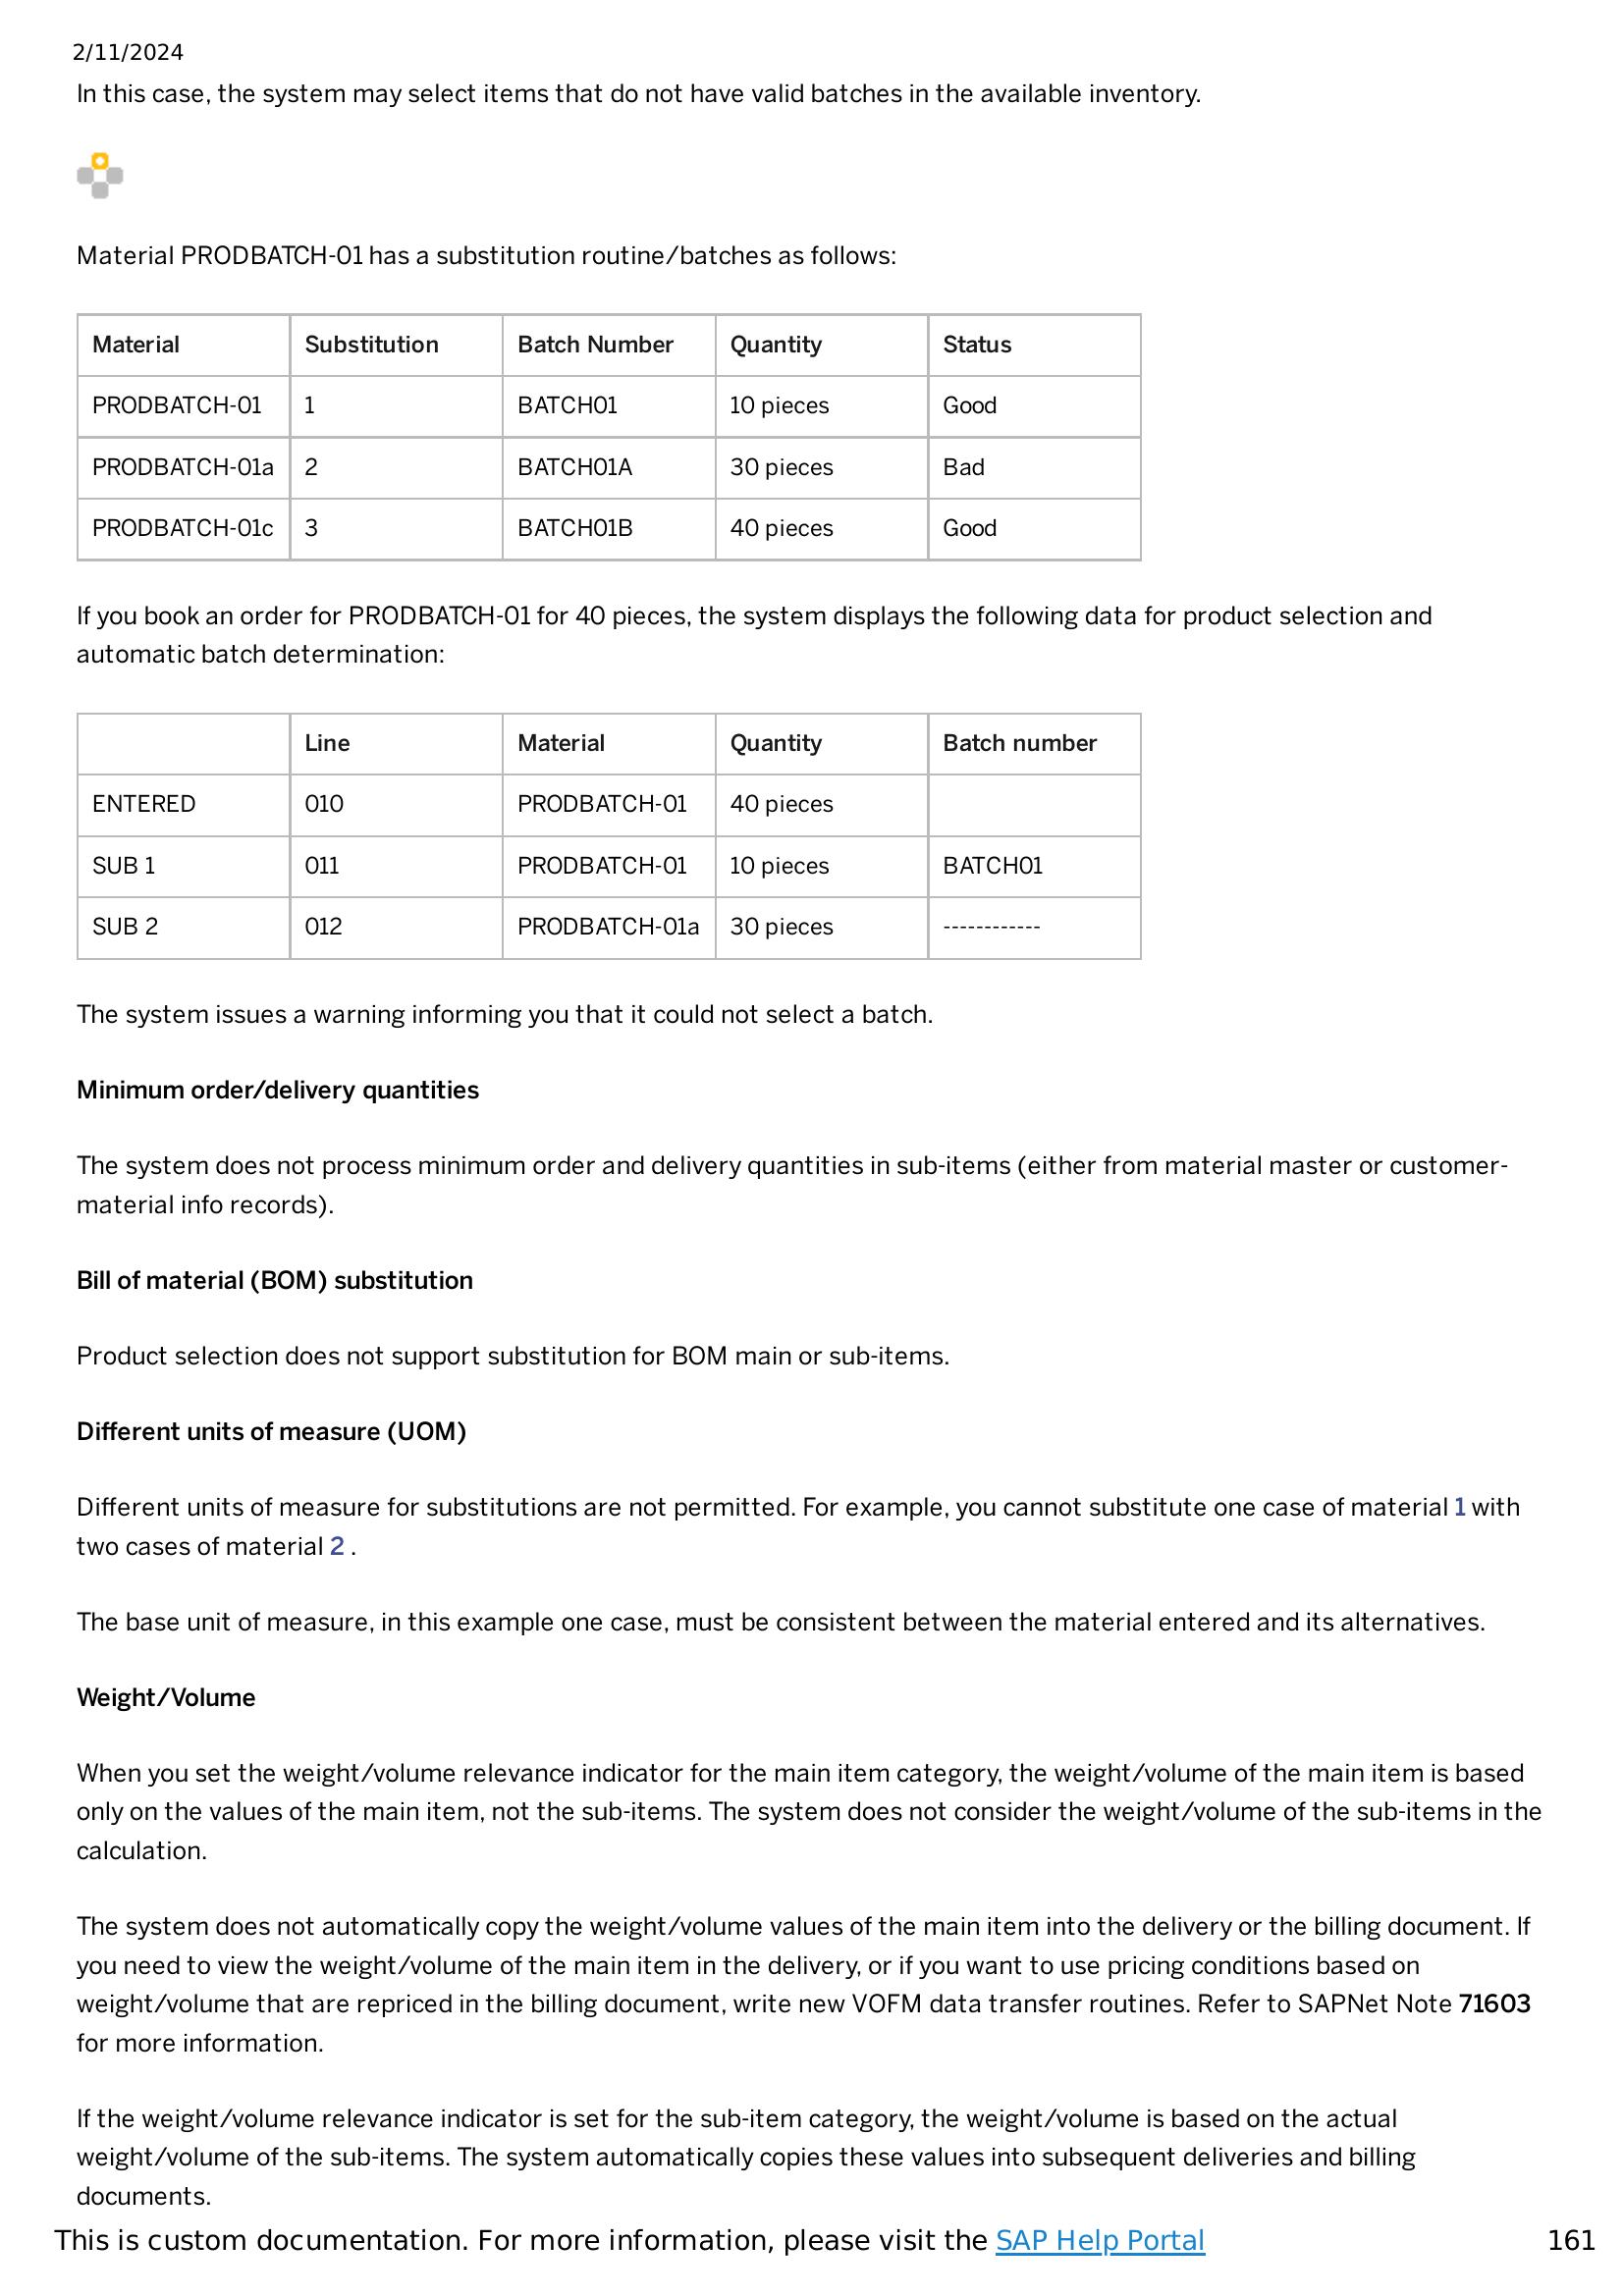 2/11/2024
In this case, the system may select items that do not have valid batches in the available inventory.
Material PRODBATCH-01 has a substitution routine/batches as follows:
Material Substitution Batch Number Quantity Status
PRODBATCH-01 1 BATCH01 10 pieces Good
PRODBATCH-01a 2 BATCH01A 30 pieces Bad
PRODBATCH-01c 3 BATCH01B 40 pieces Good
If you book an order for PRODBATCH-01 for 40 pieces, the system displays the following data for product selection and
automatic batch determination:
Line Material Quantity Batch number
ENTERED 010 PRODBATCH-01 40 pieces
SUB 1 011 PRODBATCH-01 10 pieces BATCH01
SUB 2 012 PRODBATCH-01a 30 pieces ------------
The system issues a warning informing you that it could not select a batch.
Minimum order/delivery quantities
The system does not process minimum order and delivery quantities in sub-items (either from material master or customer-
material info records).
Bill of material (BOM) substitution
Product selection does not support substitution for BOM main or sub-items.
Different units of measure (UOM)
Different units of measure for substitutions are not permitted. For example, you cannot substitute one case of material 1 with
two cases of material 2 .
The base unit of measure, in this example one case, must be consistent between the material entered and its alternatives.
Weight/Volume
When you set the weight/volume relevance indicator for the main item category, the weight/volume of the main item is based
only on the values of the main item, not the sub-items. The system does not consider the weight/volume of the sub-items in the
calculation.
The system does not automatically copy the weight/volume values of the main item into the delivery or the billing document. If
you need to view the weight/volume of the main item in the delivery, or if you want to use pricing conditions based on
weight/volume that are repriced in the billing document, write new VOFM data transfer routines. Refer to SAPNet Note 71603
for more information.
If the weight/volume relevance indicator is set for the sub-item category, the weight/volume is based on the actual
weight/volume of the sub-items. The system automatically copies these values into subsequent deliveries and billing
documents.
This is custom documentation. For more information, please visit the SAP Help Portal 161